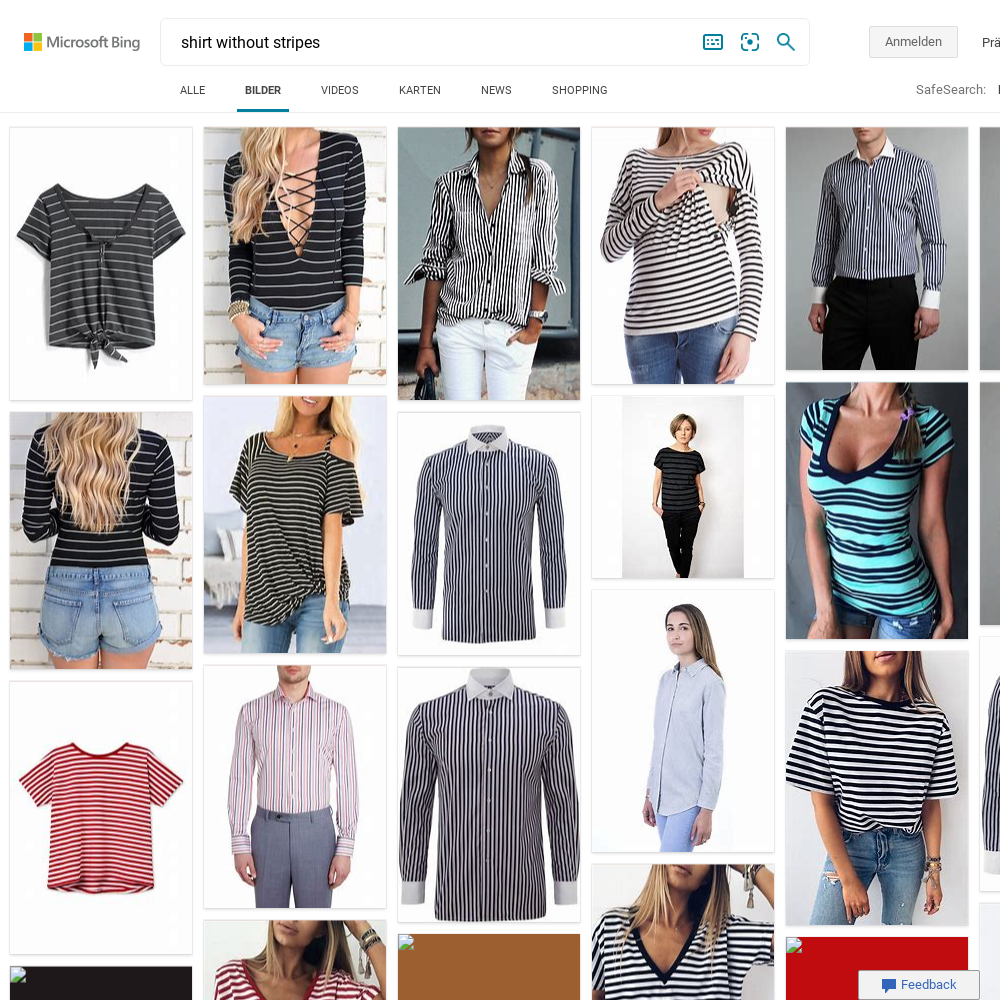 Microsoft Bing
shirt without stripes
Anmelden
Prä
ALLE
BILDER
VIDEOS
KARTEN
NEWS
SHOPPING
SafeSearch:
Feedback